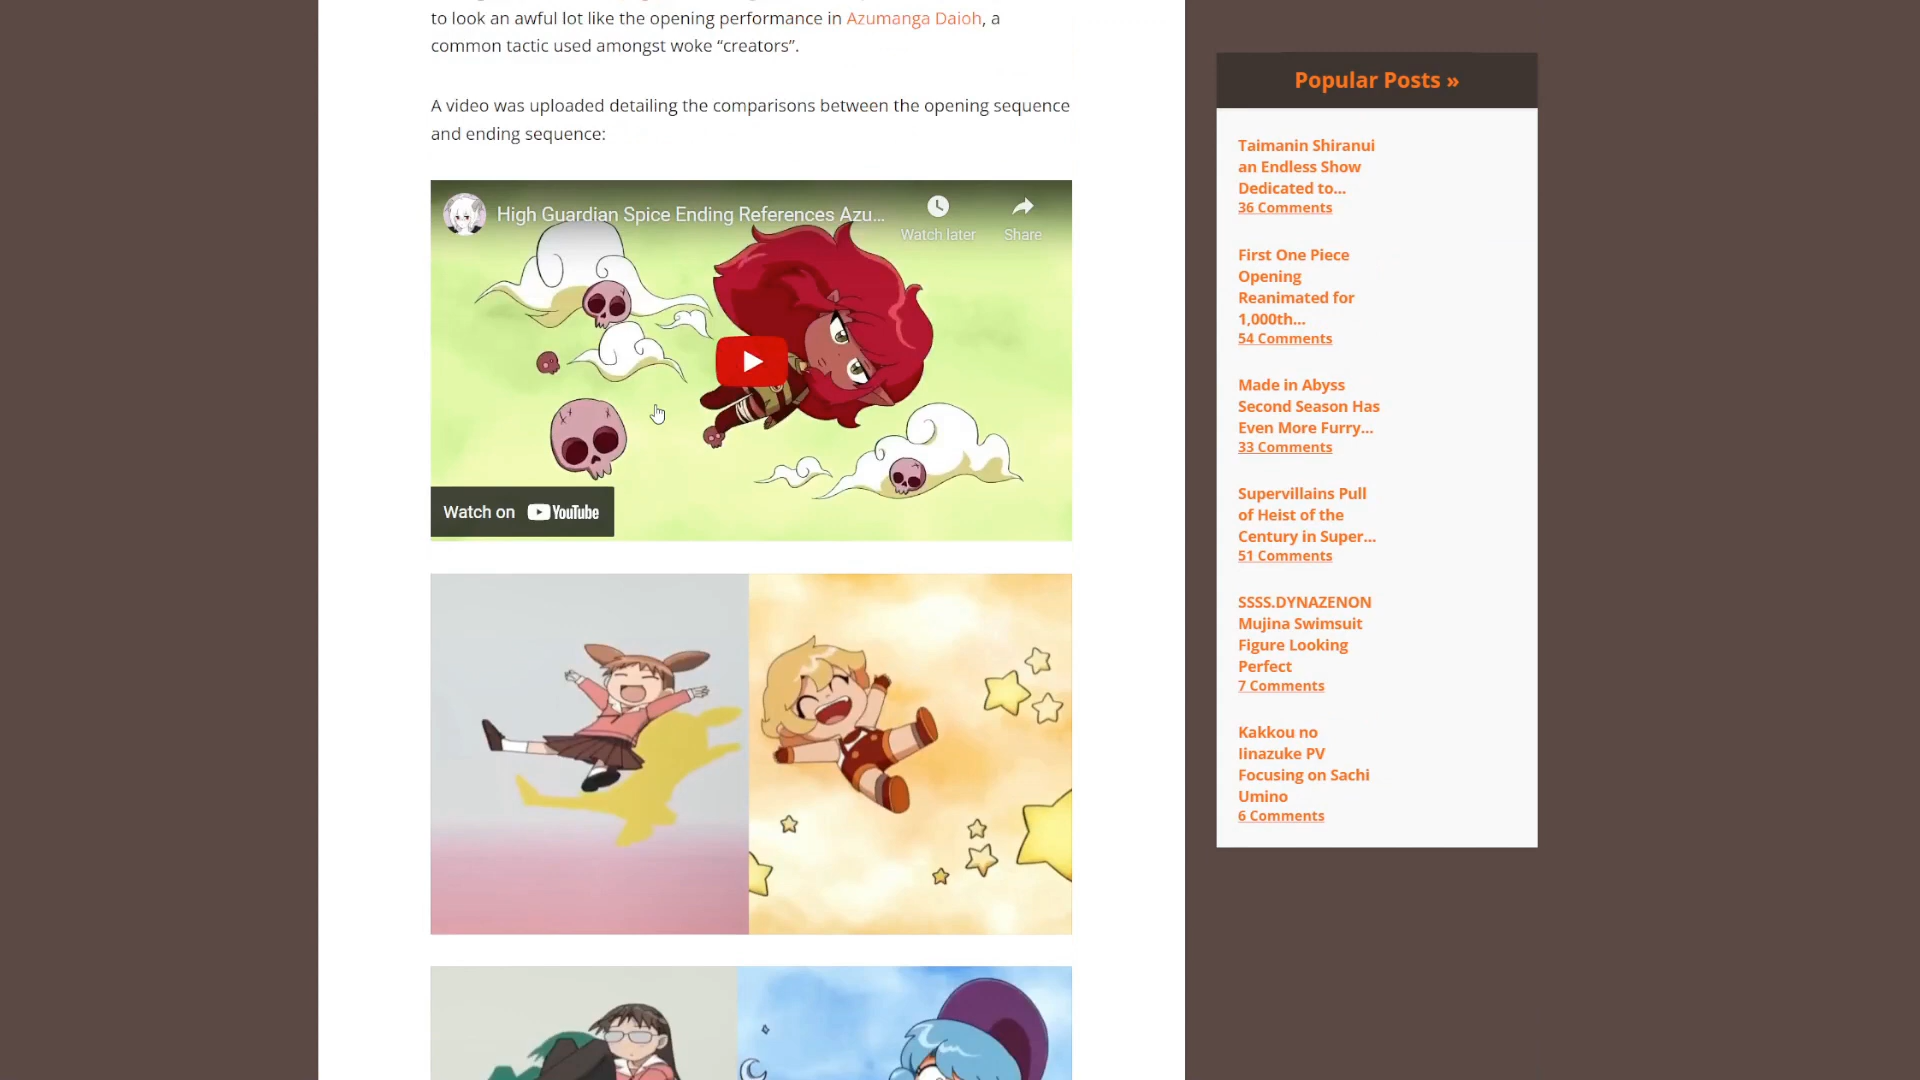 to look an awful lot like the opening performance in Azumanga Daioh, a
common tactic used amongst woke “creators”.
A video was uploaded detailing the comparisons between the opening sequence
and ending sequence:
High Guardian Spice Ending References Azu...
Watch later
Share
Watch on YouTube
Popular Posts »
Taimanin Shiranui
an Endless Show
Dedicated to...
36 Comments
First One Piece
Opening
Reanimated for
1,000th...
54 Comments
Made in Abyss
Second Season Has
Even More Furry...
33 Comments
Supervillains Pull
of Heist of the
Century in Super...
51 Comments
SSSS.DYNAZENON
Mujina Swimsuit
Figure Looking
Perfect
7 Comments
Kakkou no
Iinazuke PV
Focusing on Sachi
Umino
6 Comments